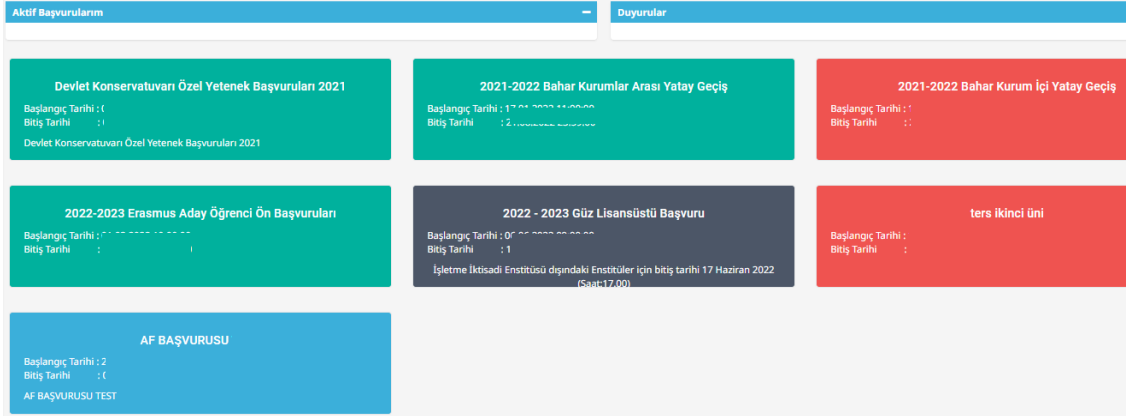 Aktif Başvurularım
Duyurular
Devlet Konservatuvarı Özel Yetenek Başvuruları 2021
Başlangıç Tarihi :
Bitiş Tarihi :
Devlet Konservatuvarı Özel Yetenek Başvuruları 2021
2021-2022 Bahar Kurumlar Arası Yatay Geçiş
Başlangıç Tarihi :
Bitiş Tarihi :
2021-2022 Bahar Kurum İçi Yatay Geçiş
Başlangıç Tarihi :
Bitiş Tarihi :
2022-2023 Erasmus Aday Öğrenci Ön Başvuruları
Başlangıç Tarihi :
Bitiş Tarihi :
2022 - 2023 Güz Lisansüstü Başvuru
Başlangıç Tarihi :
Bitiş Tarihi :
İşletme İktisadi Enstitüsü dışındaki Enstitüler için bitiş tarihi 17 Haziran 2022
(Saat:17.00)
ters ikinci üni
Başlangıç Tarihi :
Bitiş Tarihi :
AF BAŞVURUSU
Başlangıç Tarihi :
Bitiş Tarihi :
AF BAŞVURUSU TEST